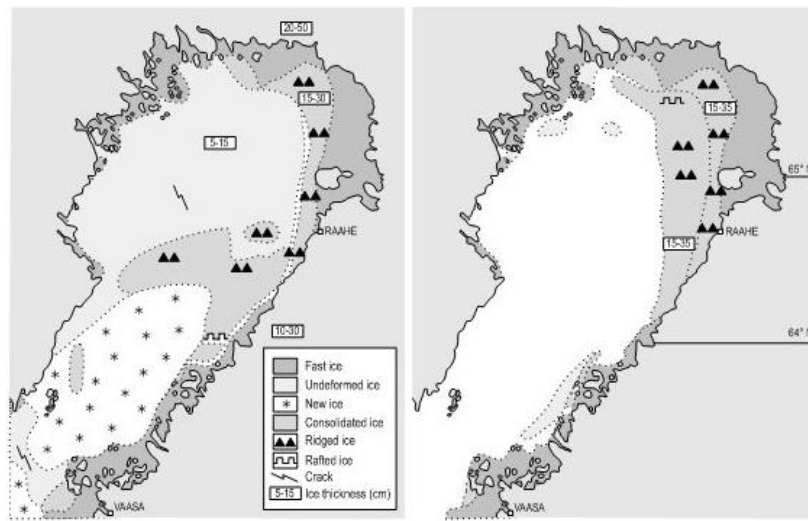 20-50
15-30
5-15
RAAHE
10-30
Fast ice
Undeformed ice
New ice
Consolidated ice
Ridged ice
Rafted ice
Crack
5-15 Ice thickness (cm)
VAASA
15-35
65°
RAAHE
15-35
64°
VAASA